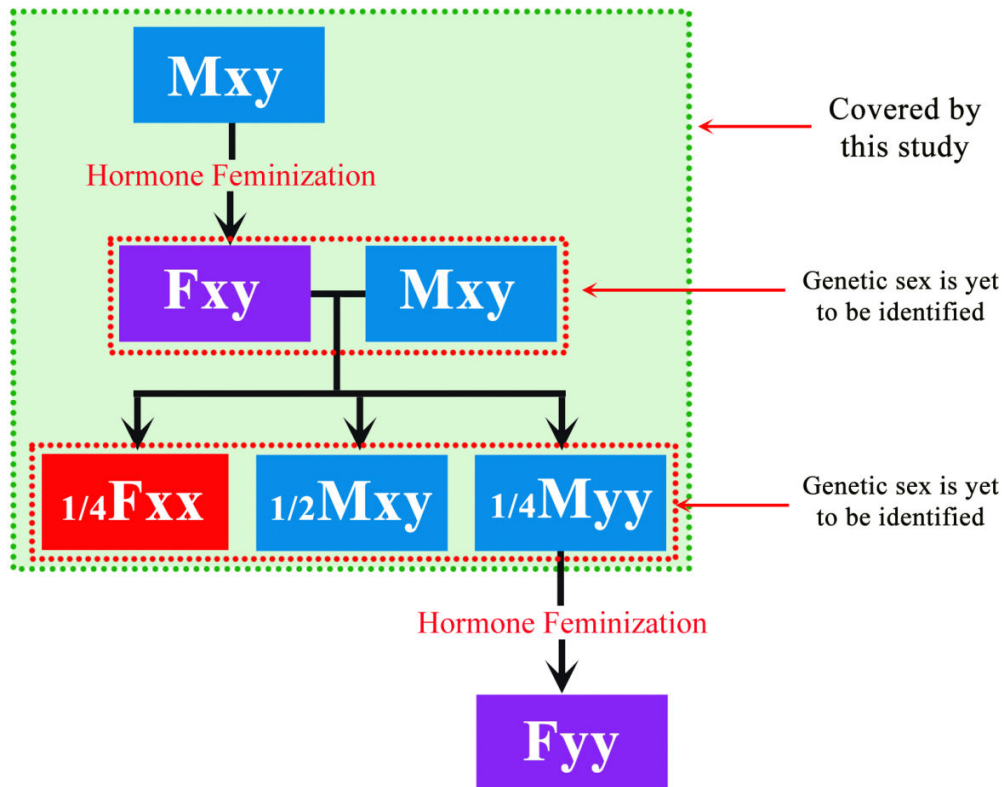 Mxy
Covered by
this study
Hormone Feminization
Fxy
Mxy
Genetic sex is yet
to be identified
1/4Fxx
1/2Mxy
1/4Myy
Genetic sex is yet
to be identified
Hormone Feminization
Fyy